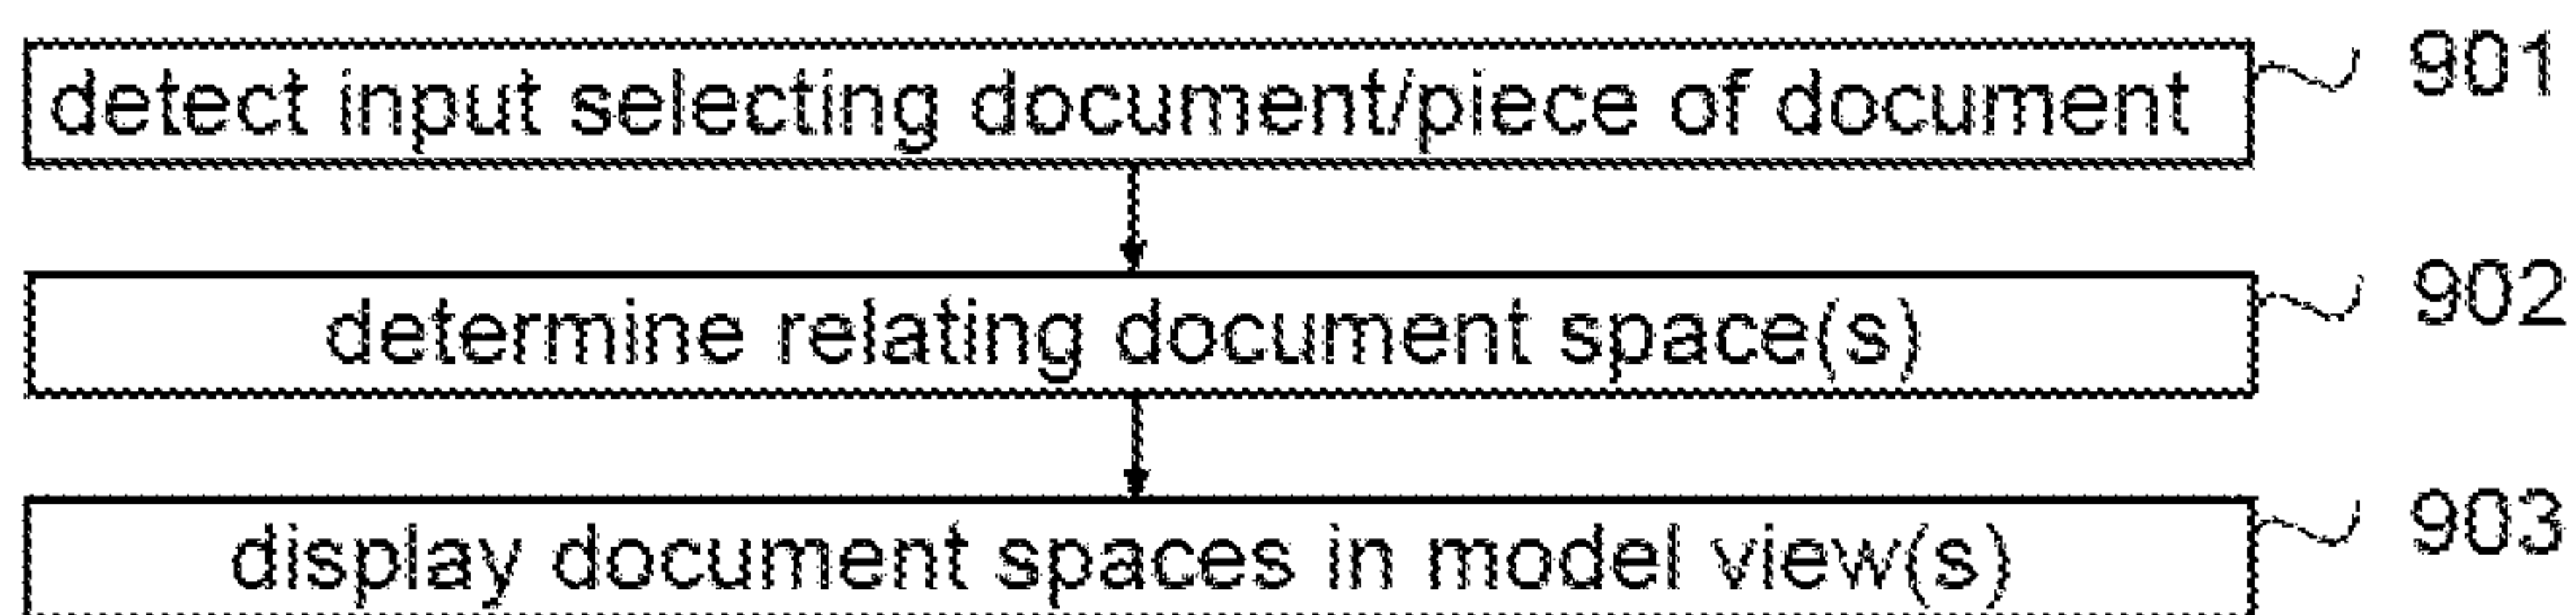 detect input selecting document/piece of document 901
determine relating document space(s) 902
display document spaces in model view(s) 903